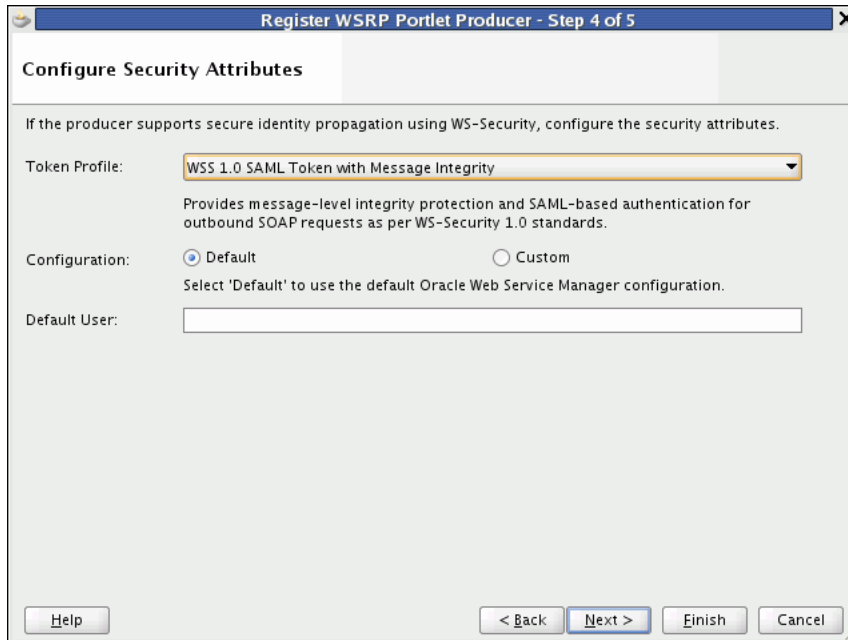 Register WSRP Portlet Producer - Step 4 of 5
Configure Security Attributes
If the producer supports secure identity propagation using WS-Security, configure the security attributes.
Token Profile: WSS 1.0 SAML Token with Message Integrity
Provides message-level integrity protection and SAML-based authentication for
outbound SOAP requests as per WS-Security 1.0 standards.
Configuration: Default Custom
Select 'Default' to use the default Oracle Web Service Manager configuration.
Default User:
Help < Back Next > Finish Cancel